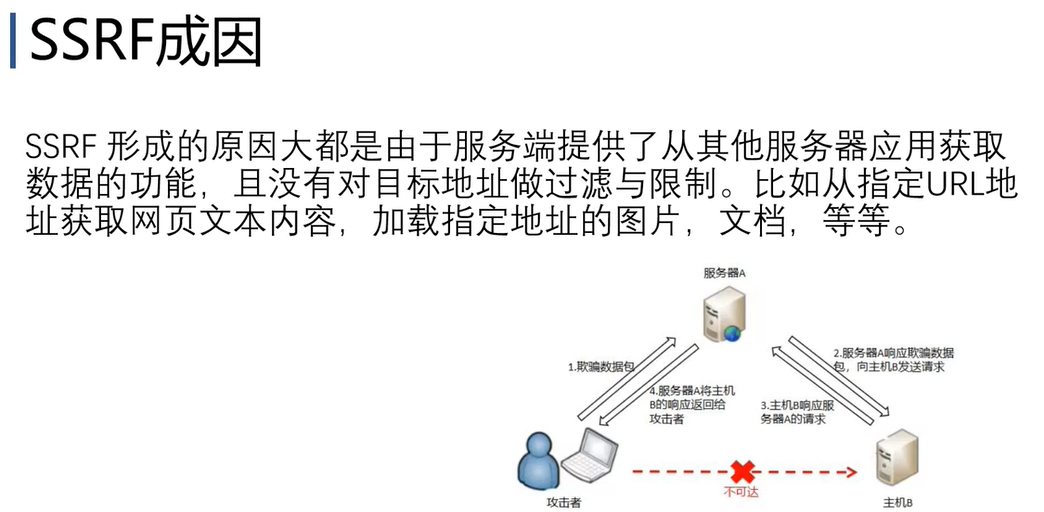 SSRF成因
SSRF 形成的原因大都是由于服务端提供了从其他服务器应用获取
数据的功能，且没有对目标地址做过滤与限制。比如从指定URL地
址获取网页文本内容，加载指定地址的图片，文档，等等。
服务器A
1.欺骗数据包
2.服务器A响应欺骗数据
包，向主机B发送请求
4.服务器A将主机
B的响应返回给
攻击者
3.主机B响应服
务器A的请求
不可达
攻击者
主机B